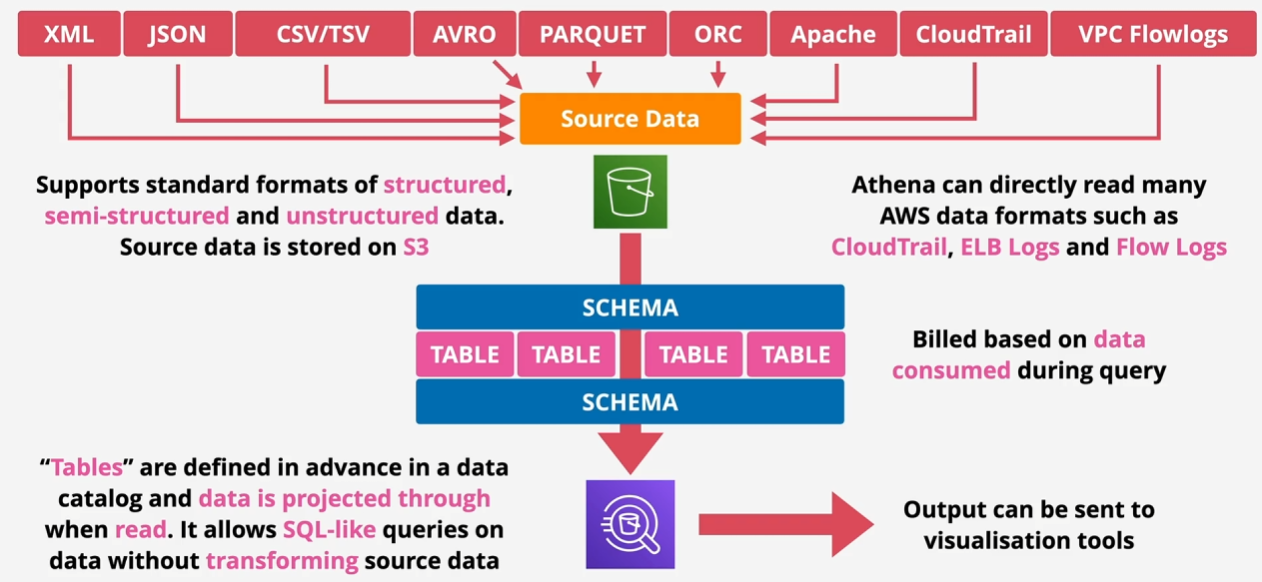 XML
JSON
CSV/TSV
AVRO
PARQUET
ORC
Apache
CloudTrail
VPC Flowlogs
Source Data
Supports standard formats of structured,
semi-structured and unstructured data.
Source data is stored on S3
Athena can directly read many
AWS data formats such as
CloudTrail, ELB Logs and Flow Logs
SCHEMA
TABLE
TABLE
TABLE
TABLE
SCHEMA
Billed based on data
consumed during query
“Tables” are defined in advance in a data
catalog and data is projected through
when read. It allows SQL-like queries on
data without transforming source data
Output can be sent to
visualisation tools